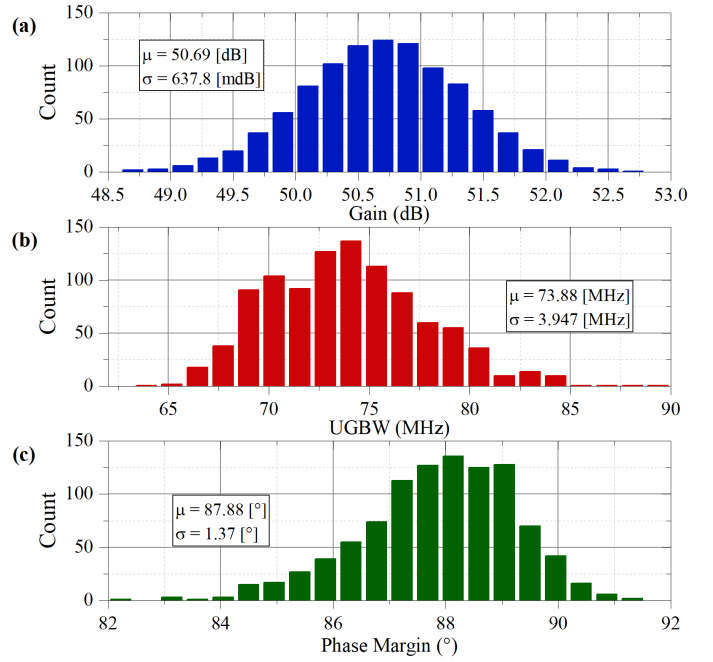 (a)
150
100
50
0
Count
μ = 50.69 [dB]
σ = 637.8 [mdB]
48.5 49.0 49.5 50.0 50.5 51.0 51.5 52.0 52.5 53.0
Gain (dB)
(b)
150
100
50
0
Count
μ = 73.88 [MHz]
σ = 3.947 [MHz]
65 70 75 80 85 90
UGBW (MHz)
(c)
150
100
50
0
Count
μ = 87.88 [°]
σ = 1.37 [°]
82 84 86 88 90 92
Phase Margin (°)